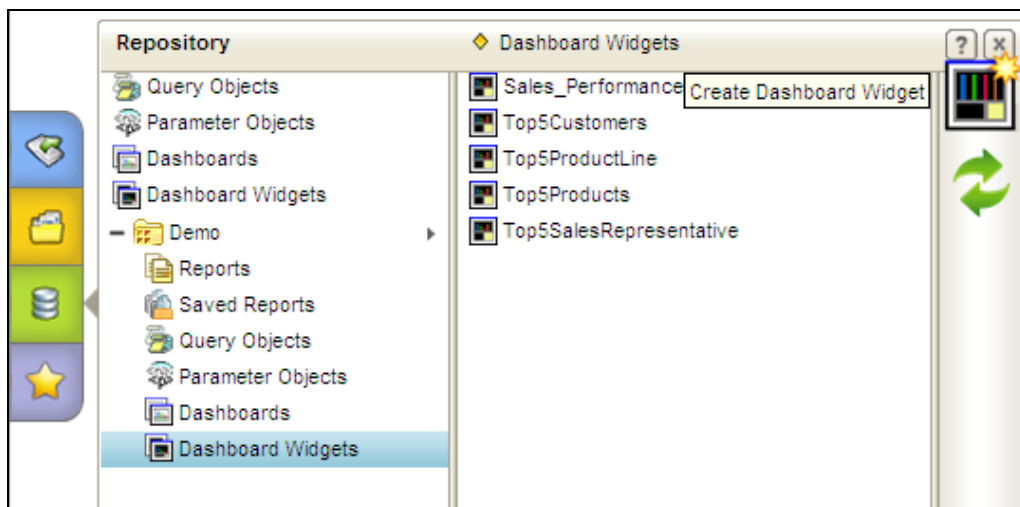 Repository
Dashboard Widgets
?
x
Query Objects
Parameter Objects
Dashboards
Dashboard Widgets
Demo
Reports
Saved Reports
Query Objects
Parameter Objects
Dashboards
Dashboard Widgets
Sales_Performance
Create Dashboard Widget
Top5Customers
Top5ProductLine
Top5Products
Top5SalesRepresentative